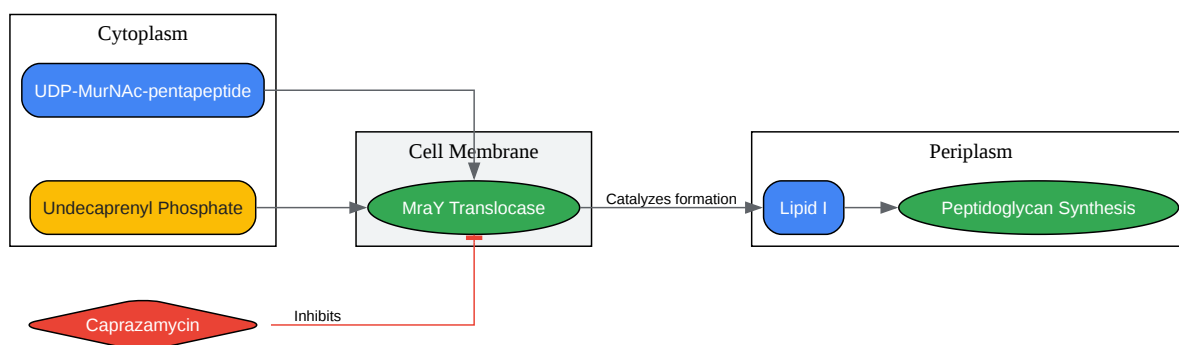 Cytoplasm
UDP-MurNAc-pentapeptide
Undecaprenyl Phosphate
Cell Membrane
MraY Translocase
Catalyzes formation
Periplasm
Lipid I
Peptidoglycan Synthesis
Caprazamycin
Inhibits